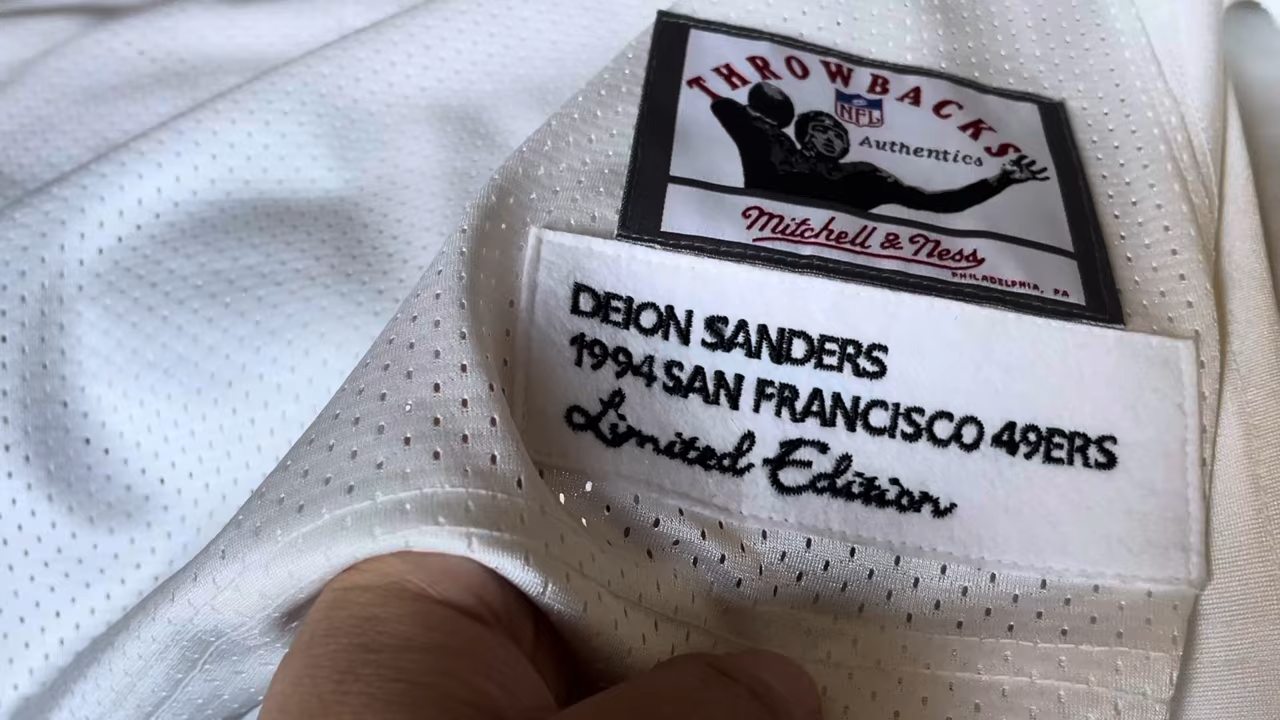 THROWBACKS
NFL
Authentics
Mitchell & Ness
PHILADELPHIA, PA
DEION SANDERS
1994 SAN FRANCISCO 49ERS
Limited Edition